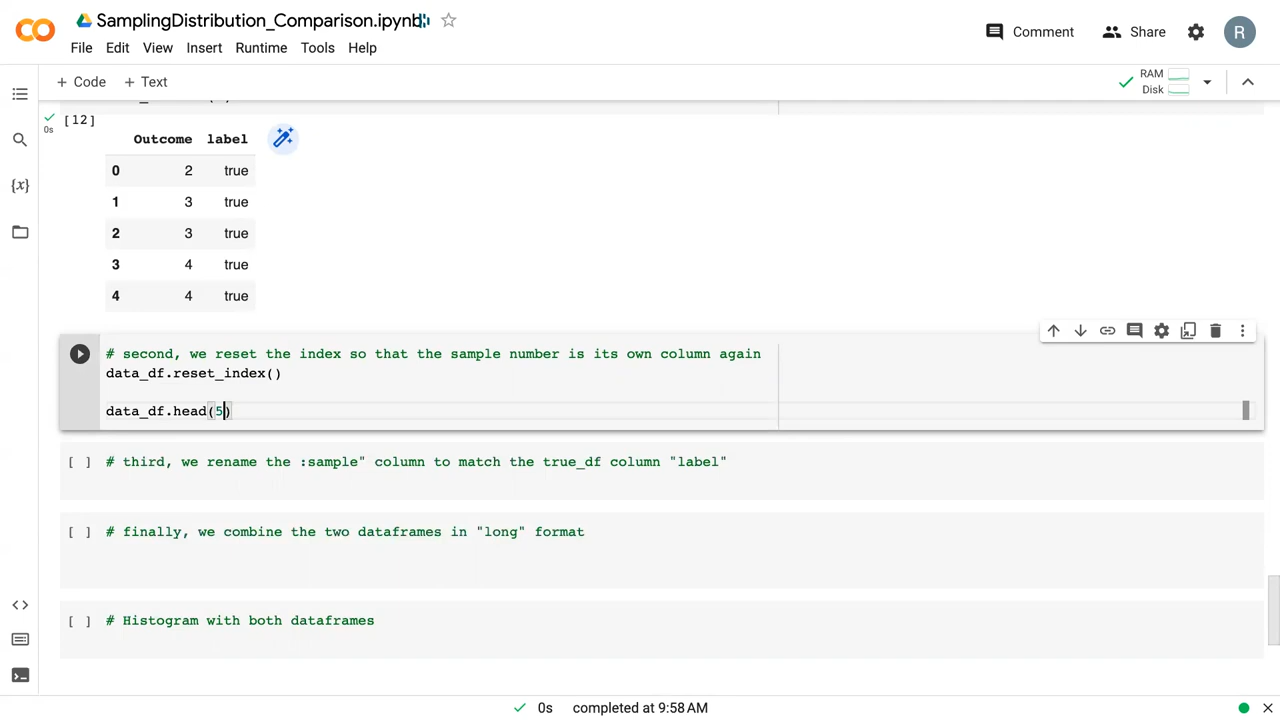 SamplingDistribution_Comparison.ipynb
File Edit View Insert Runtime Tools Help
Comment
Share
R
+ Code + Text
RAM
Disk
[12]
0s
Outcome label
0 2 true
1 3 true
2 3 true
3 4 true
4 4 true
# second, we reset the index so that the sample number is its own column again
data_df.reset_index()
data_df.head(5)
[ ] # third, we rename the :sample" column to match the true_df column "label"
[ ] # finally, we combine the two dataframes in "long" format
[ ] # Histogram with both dataframes
{x}
0s completed at 9:58 AM